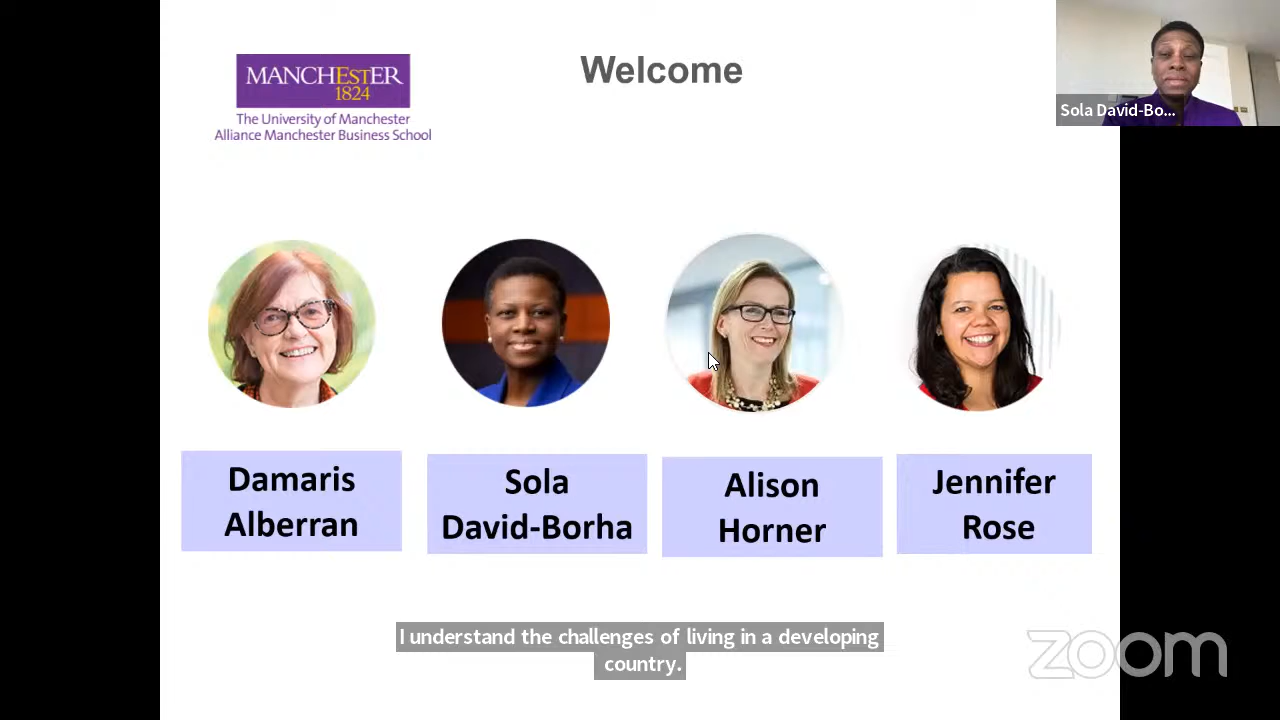 Welcome
MANCHESTER
1824
The University of Manchester
Alliance Manchester Business School
Sola David-Bo...
Damaris
Alberran
Sola
David-Borha
Alison
Horner
Jennifer
Rose
I understand the challenges of living in a developing
country.
zoom